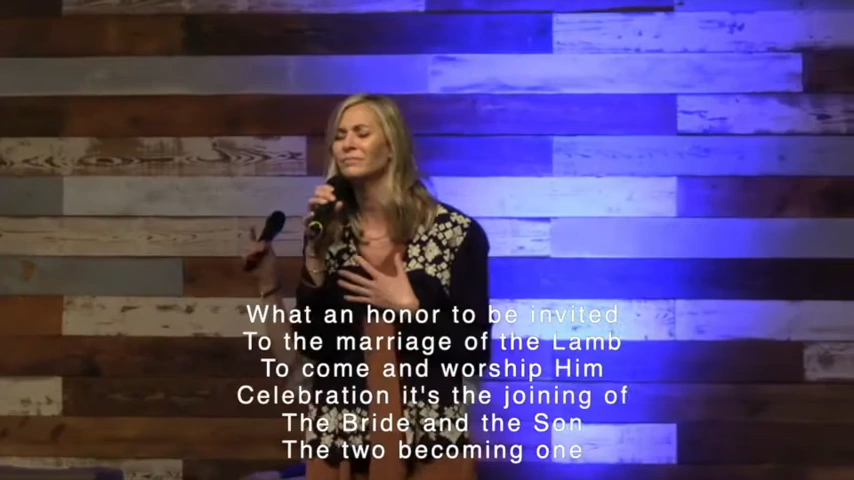 What an honor to be invited
To the marriage of the Lamb
To come and worship Him
Celebration it's the joining of
The Bride and the Son
The two becoming one